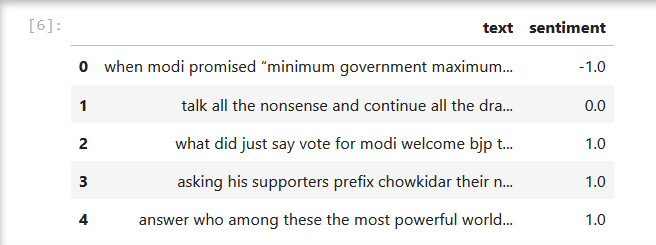 [6]:
text sentiment
0 when modi promised “minimum government maximum... -1.0
1 talk all the nonsense and continue all the dra... 0.0
2 what did just say vote for modi welcome bjp t... 1.0
3 asking his supporters prefix chowkidar their n... 1.0
4 answer who among these the most powerful world... 1.0